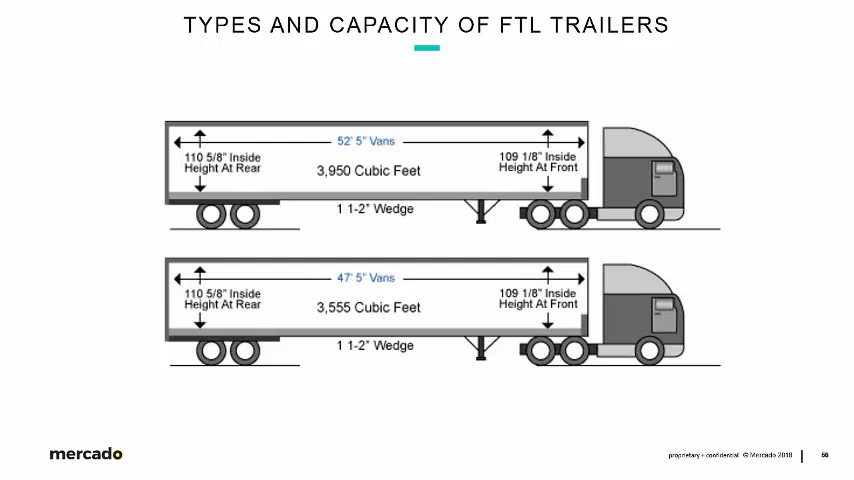 TYPES AND CAPACITY OF FTL TRAILERS
52' 5" Vans
110 5/8" Inside
Height At Rear
3,950 Cubic Feet
109 1/8" Inside
Height At Front
1 1-2" Wedge
47' 5" Vans
110 5/8" Inside
Height At Rear
3,555 Cubic Feet
109 1/8" Inside
Height At Front
1 1-2" Wedge
mercado
proprietary + confidential © Mercado 2018 | 56